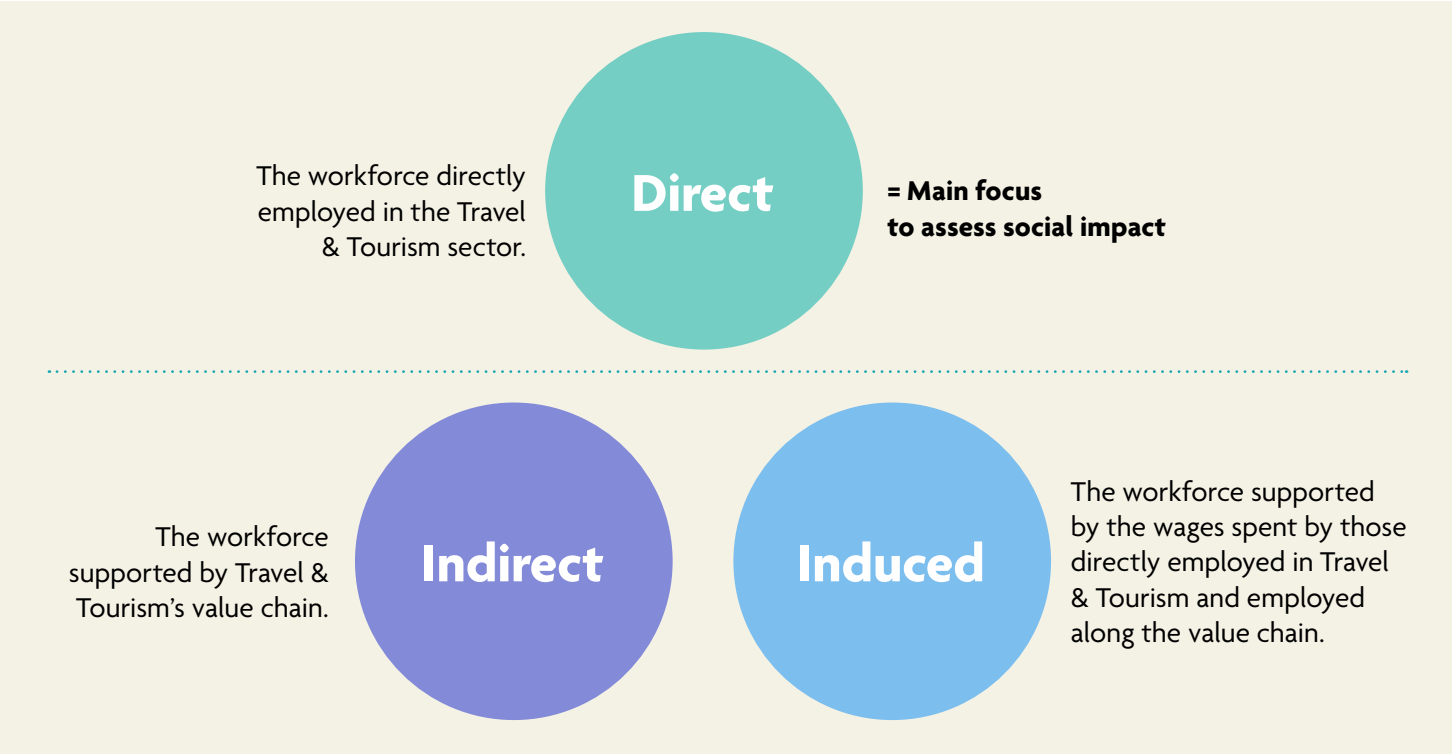 The workforce directly
employed in the Travel
& Tourism sector.
Direct
= Main focus
to assess social impact
The workforce
supported by Travel &
Tourism’s value chain.
Indirect
Induced
The workforce supported
by the wages spent by those
directly employed in Travel
& Tourism and employed
along the value chain.